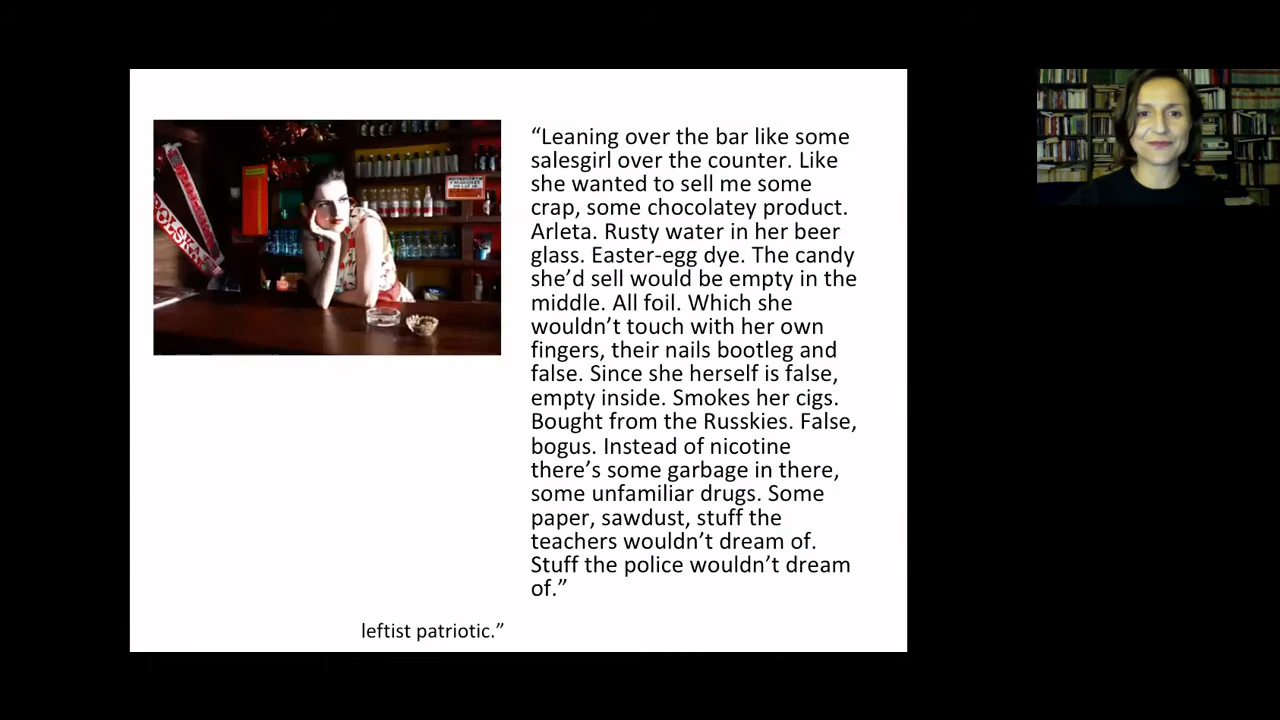 “Leaning over the bar like some
salesgirl over the counter. Like
she wanted to sell me some
crap, some chocolatey product.
Arleta. Rusty water in her beer
glass. Easter-egg dye. The candy
she’d sell would be empty in the
middle. All foil. Which she
wouldn’t touch with her own
fingers, their nails bootleg and
false. Since she herself is false,
empty inside. Smokes her cigs.
Bought from the Russkies. False,
bogus. Instead of nicotine
there’s some garbage in there,
some unfamiliar drugs. Some
paper, sawdust, stuff the
teachers wouldn’t dream of.
Stuff the police wouldn’t dream
of.”
leftist patriotic.”
POLSKA